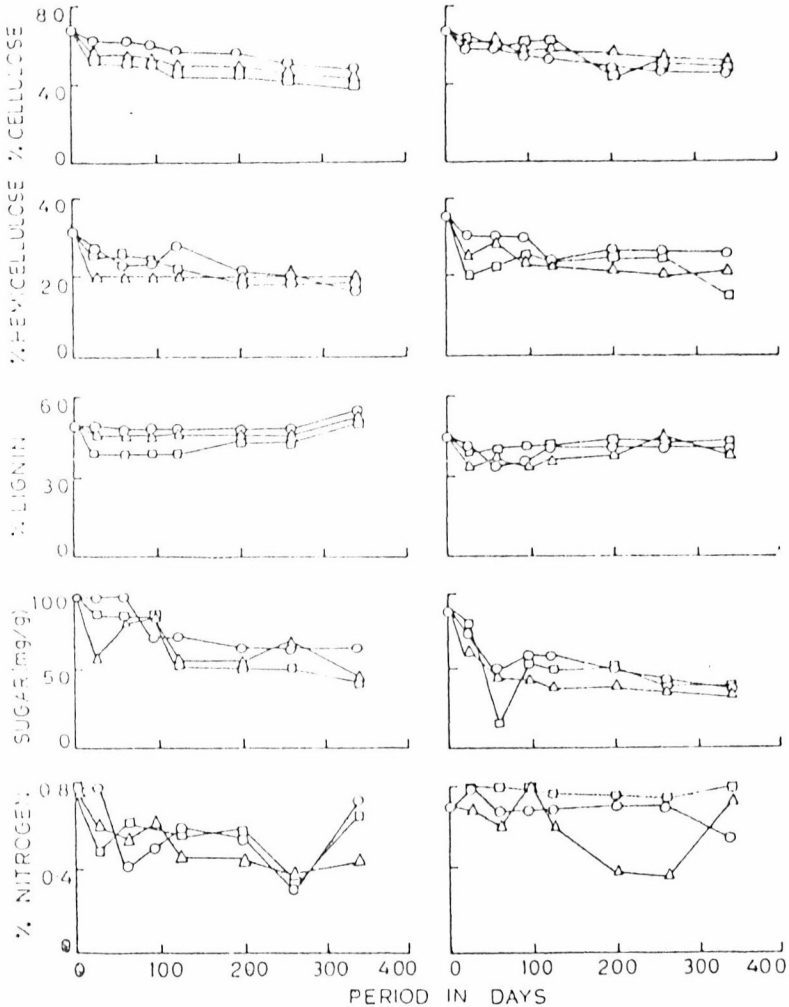 80
% CELLULOSE
40
0
40
% HEMICELLULOSE
20
0
60
% LIGNIN
30
0
100
SUGAR (mg/g)
50
0
0.8
% NITROGEN
0.4
0
0 100 200 300 400
0 100 200 300 400
PERIOD IN DAYS